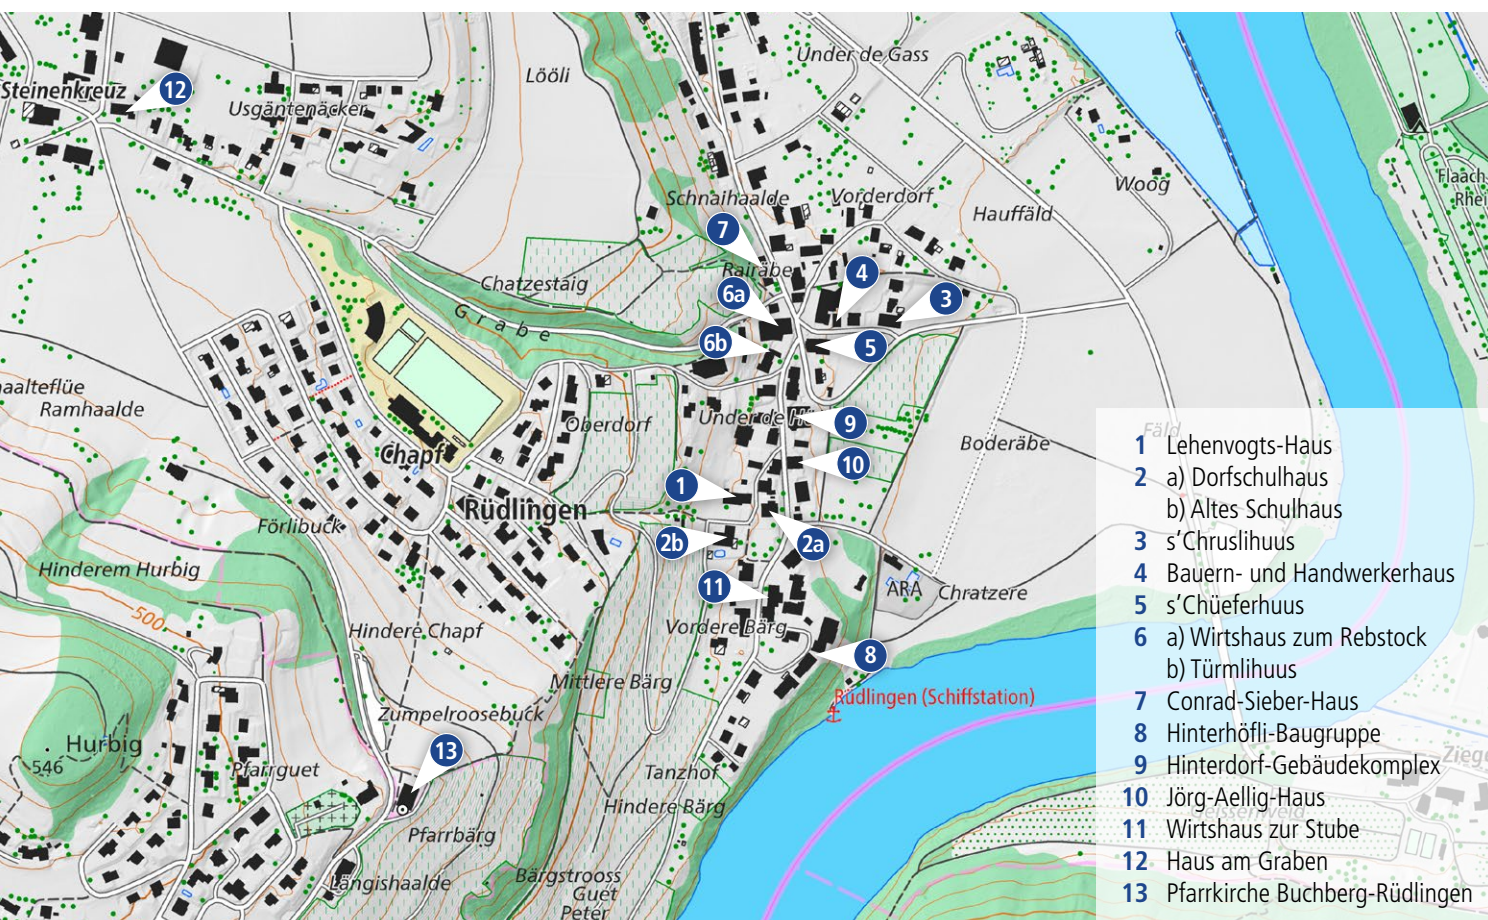 Under de Gass
Lööli
Steinenkreuz
12
Usgäntenäcker
Flaach
Rhei
Woog
Schnaihaalde
Vorderdorf
Hauffäld
7
Rairäbe
4
Chatzestaig
6a
3
Grabe
6b
5
Ramhaalde
Oberdorf
Under de H
9
Fäld
Boderäbe
Chapf
10
1
Rüdlingen
Förlibuck
2b
2a
Hinderem Hurbig
11
ARA
Chratzere
500
Hindere Chapf
Vordere Bärg
8
Mittlere Bärg
Rüdlingen (Schiffstation)
Zumpelroosebuck
Hurbig
13
546
Pfarrguet
Tanzhof
Hindere Bärg
Pfarrbärg
Längishaalde
Bärgstrooss
Guet
Peter
1 Lehenvogts-Haus
2 a) Dorfschulhaus
b) Altes Schulhaus
3 s’Chruslihuus
4 Bauern- und Handwerkerhaus
5 s’Chüeferhuus
6 a) Wirtshaus zum Rebstock
b) Türmlihuus
7 Conrad-Sieber-Haus
8 Hinterhöfli-Baugruppe
9 Hinterdorf-Gebäudekomplex
10 Jörg-Aellig-Haus
11 Wirtshaus zur Stube
12 Haus am Graben
13 Pfarrkirche Buchberg-Rüdlingen